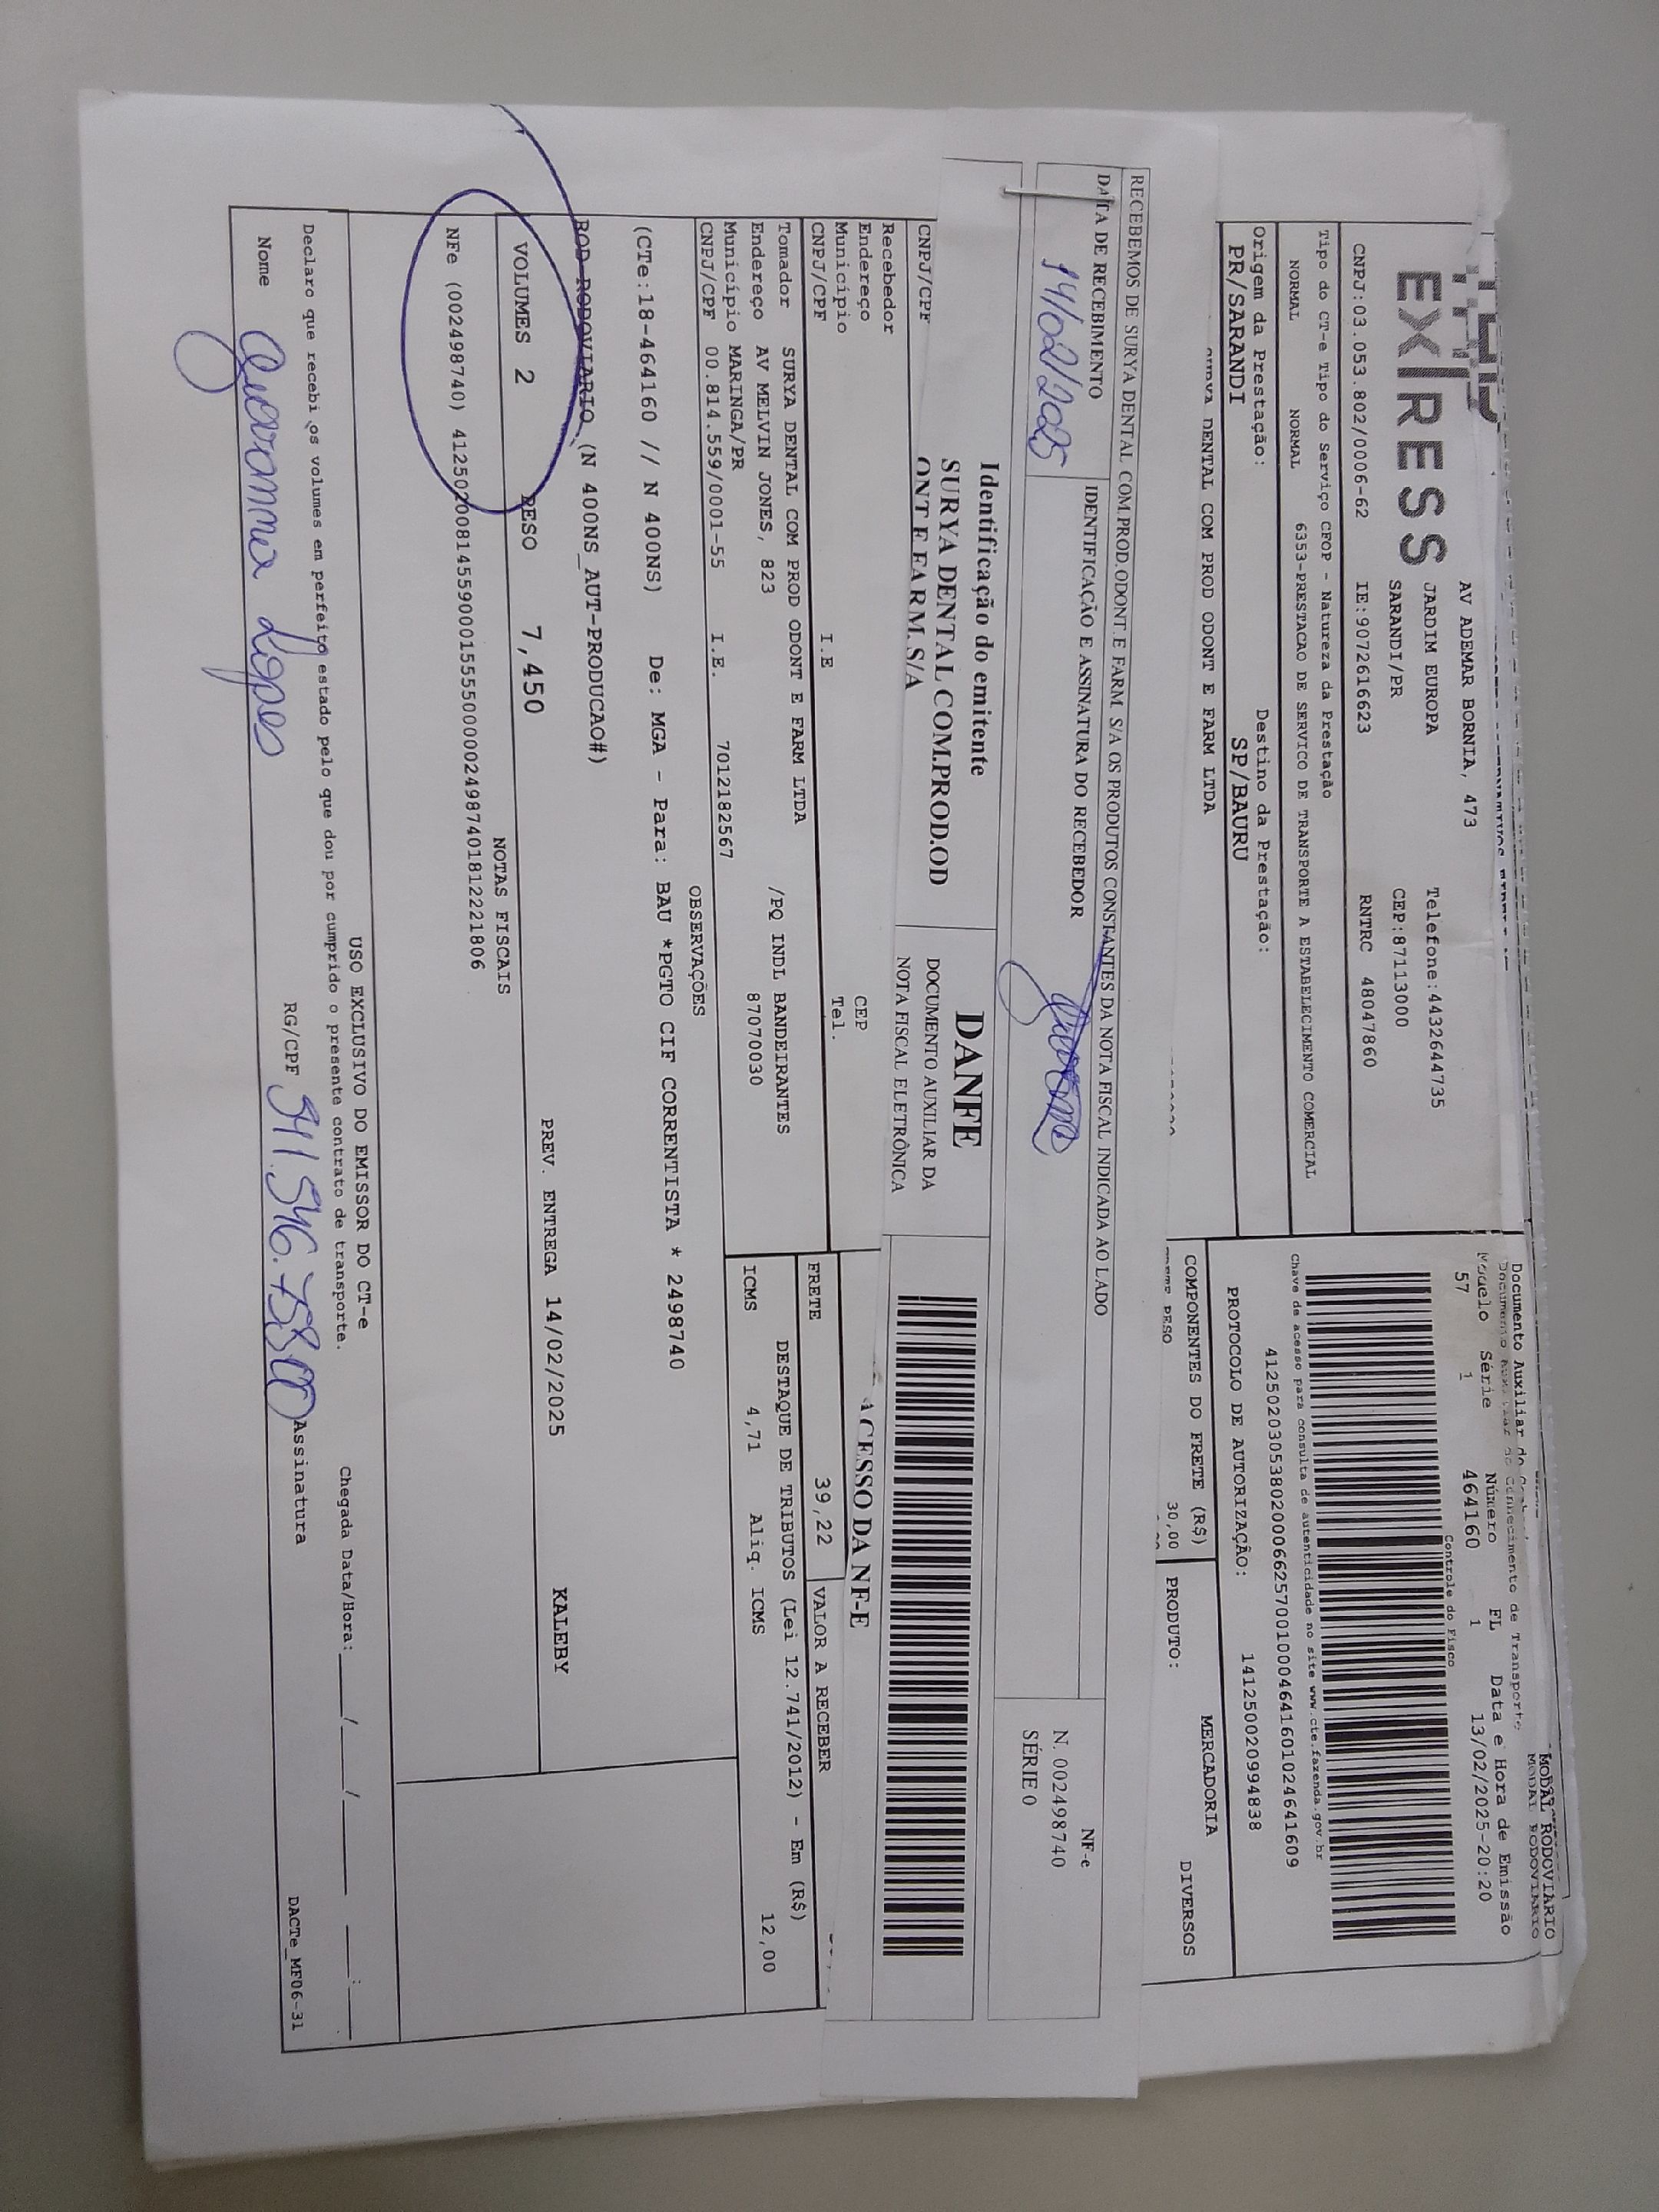 EX/RESS
AV ADEMAR BORNIA, 473
JARDIM EUROPA
Telefone:4432644735
SARANDI/PR
CEP:87113000
CNPJ:03.053.802/0006-62
IE:9072616623
RNTRC 48047860
MODAL RODOVIARIO
MODAL RODOVIARIO
Documento Auxiliar do
Documento Auxiliar do Conhecimento de Transporte
Modelo Série Número FL Data e Hora de Emissão
57 1 464160 1 13/02/2025-20:20
Controle do Fisco
Chave de acesso para consulta de autenticidade no site www.cte.fazenda.gov.br
41250203053802000662570010004641601024641609
PROTOCOLO DE AUTORIZAÇÃO: 141250020994838
Tipo do CT-e Tipo do Serviço CFOP - Natureza da Prestação
NORMAL NORMAL 6353-PRESTACAO DE SERVICO DE TRANSPORTE A ESTABELECIMENTO COMERCIAL
Origem da Prestação: Destino da Prestação:
PR/SARANDI SP/BAURU
DENTAL COM PROD ODONT E FARM LTDA
COMPONENTES DO FRETE (R$)
PESO 30,00
MERCADORIA
PRODUTO: DIVERSOS
RECEBEMOS DE SURYA DENTAL COM.PROD.ODONT.E FARM. S/A OS PRODUTOS CONSTANTES DA NOTA FISCAL INDICADA AO LADO
DATA DE RECEBIMENTO IDENTIFICAÇÃO E ASSINATURA DO RECEBEDOR
14/02/2025
NF-e
N. 002498740
SÉRIE 0
Identificação do emitente
SURYA DENTAL COM.PROD.OD
ONT.E FARM. S/A
DANFE
DOCUMENTO AUXILIAR DA
NOTA FISCAL ELETRÔNICA
ACESSO DA NF-E
CNPJ/CPF
Recebedor
Endereço CEP
Município Tel.
CNPJ/CPF I.E
FRETE 39,22 VALOR A RECEBER
Tomador SURYA DENTAL COM PROD ODONT E FARM LTDA
Endereço AV MELVIN JONES, 823 /PQ INDL BANDEIRANTES
Município MARINGA/PR 87070030
CNPJ/CPF 00.814.559/0001-55 I.E. 7012182567
DESTAQUE DE TRIBUTOS (Lei 12.741/2012) - Em (R$)
ICMS 4,71 Aliq. ICMS 12,00
OBSERVAÇÕES
(CTe:18-464160 // N 400NS) De: MGA - Para: BAU *PGTO CIF CORRENTISTA * 2498740
ROD-RODOVIARIO (N 400NS_AUT-PRODUCAO#)
KALEBY
VOLUMES 2 PESO 7,450 PREV. ENTREGA 14/02/2025
NOTAS FISCAIS
NFe (002498740) 41250200814559000155550000024987401812221806
USO EXCLUSIVO DO EMISSOR DO CT-e
Declaro que recebi os volumes em perfeito estado pelo que dou por cumprido o presente contrato de transporte.
Chegada Data/Hora: ___/___/_____ ___:___
Nome Lopes RG/CPF Assinatura
DACTe_MF06-31